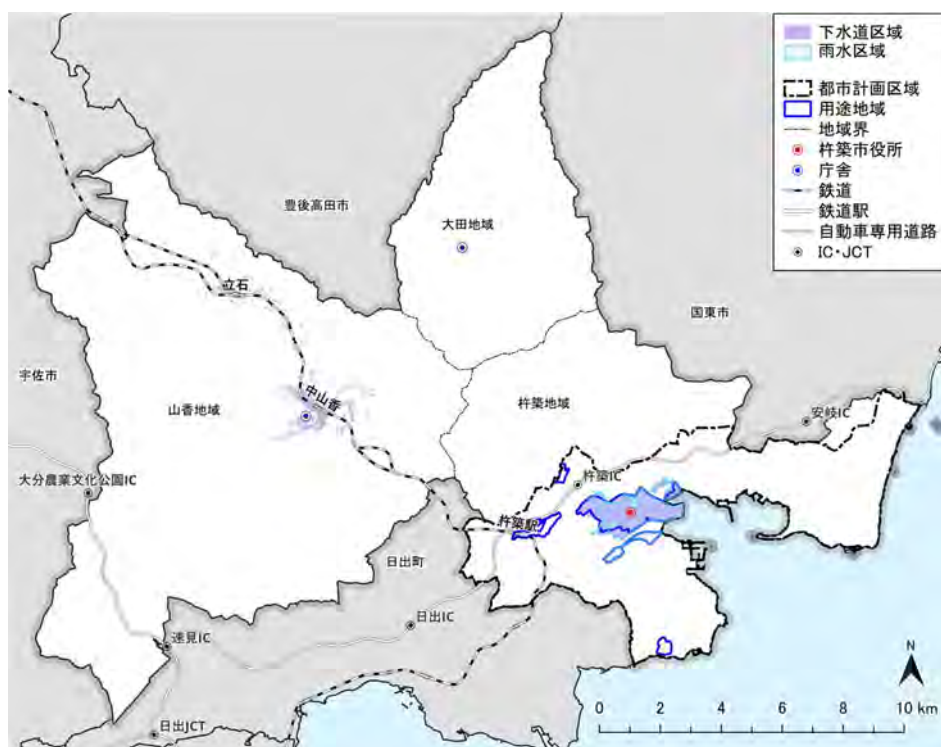 下水道区域
雨水区域
都市計画区域
用途地域
地域界
杵築市役所
庁舎
鉄道
鉄道駅
自動車専用道路
IC・JCT
豊後高田市
大田地域
立石
国東市
宇佐市
山香地域
中山香
杵築地域
安岐IC
大分農業文化公園IC
杵築IC
杵築駅
日出町
日出IC
速見IC
日出JCT
N
0 2 4 6 8 10 km